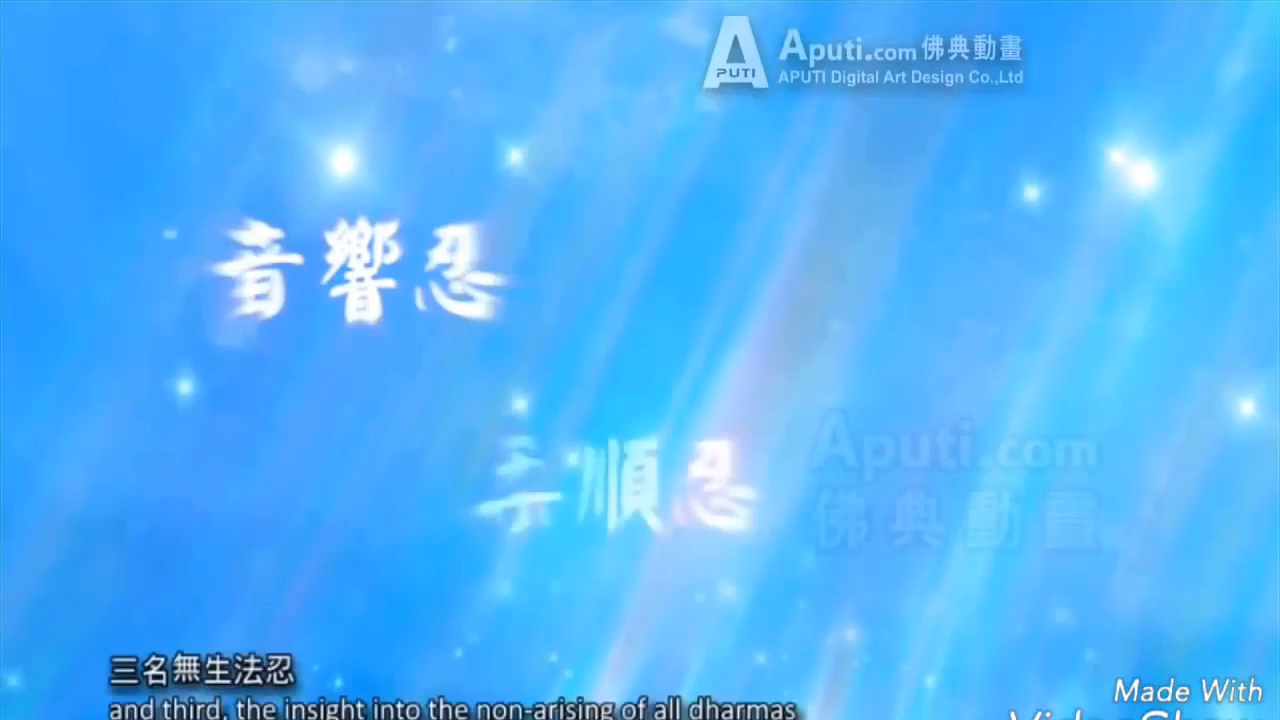 Aputi.com 佛典動畫
APUTI
APUTI Digital Art Design Co.,Ltd
音響忍
柔順忍
Aputi.com
佛典動畫
三名無生法忍
and third, the insight into the non-arising of all dharmas
Made With